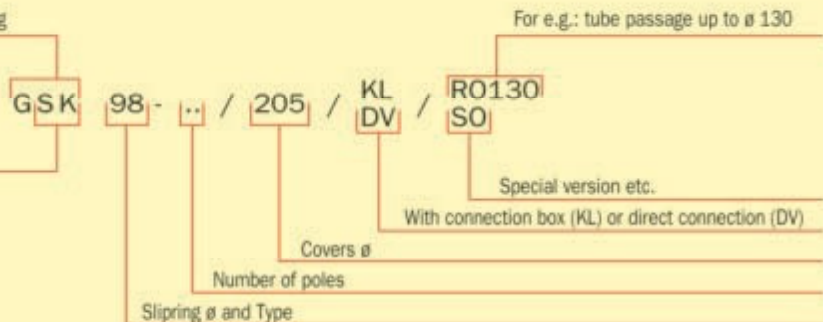 For e.g.: tube passage up to ø 130
GSK 98 - .. / 205 / KL / RO130
DV SO
Special version etc.
With connection box (KL) or direct connection (DV)
Covers ø
Number of poles
Slipring ø and Type